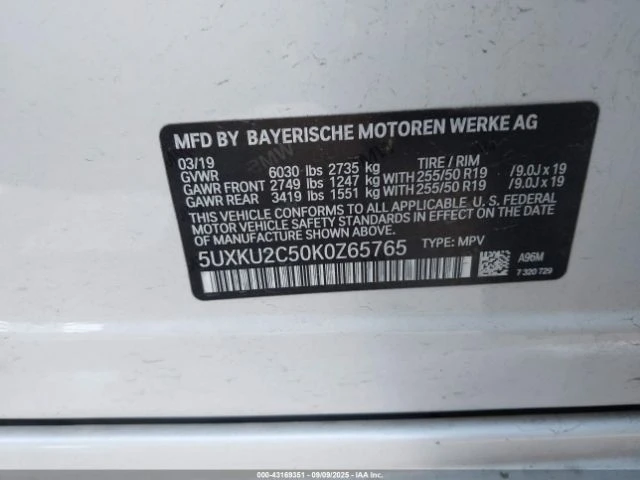 MFD BY BAYERISCHE MOTOREN WERKE AG
03/19
GVWR 6030 lbs 2735 kg TIRE / RIM
GAWR FRONT 2749 lbs 1247 kg WITH 255/50 R19 /9.0J x 19
GAWR REAR 3419 lbs 1551 kg WITH 255/50 R19 /9.0J x 19
THIS VEHICLE CONFORMS TO ALL APPLICABLE U. S. FEDERAL
MOTOR VEHICLE SAFETY STANDARDS IN EFFECT ON THE
DATE OF MANUFACTURE SHOWN ABOVE.
5UXKU2C50K0Z65765 TYPE: MPV
A96M
7 320 729
000-43169351 - 09/09/2025 - Copyright IAA, LLC